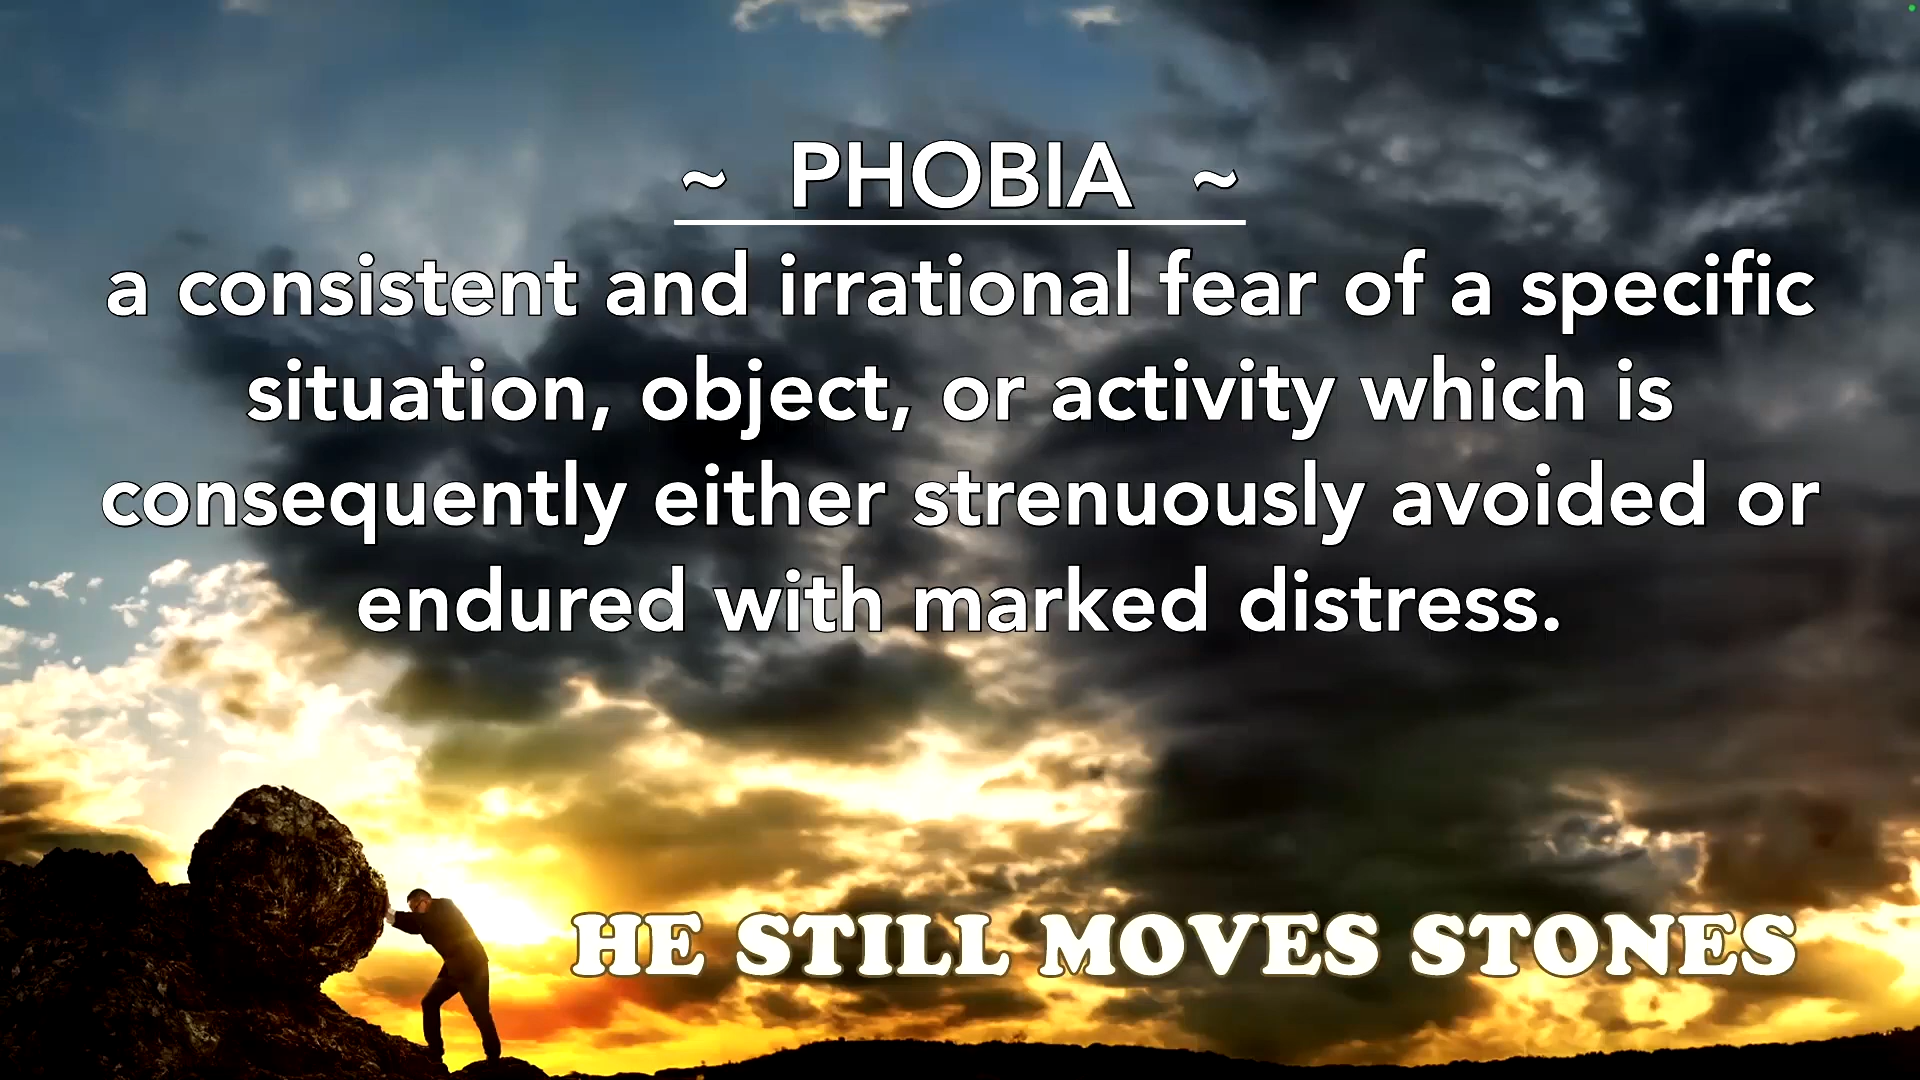 ~ PHOBIA ~
a consistent and irrational fear of a specific
situation, object, or activity which is
consequently either strenuously avoided or
endured with marked distress.
HE STILL MOVES STONES